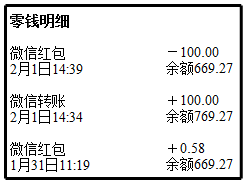 零钱明细
微信红包 －100.00
2月1日14:39 余额669.27
微信转账 ＋100.00
2月1日14:34 余额769.27
微信红包 ＋0.58
1月31日11:19 余额669.27